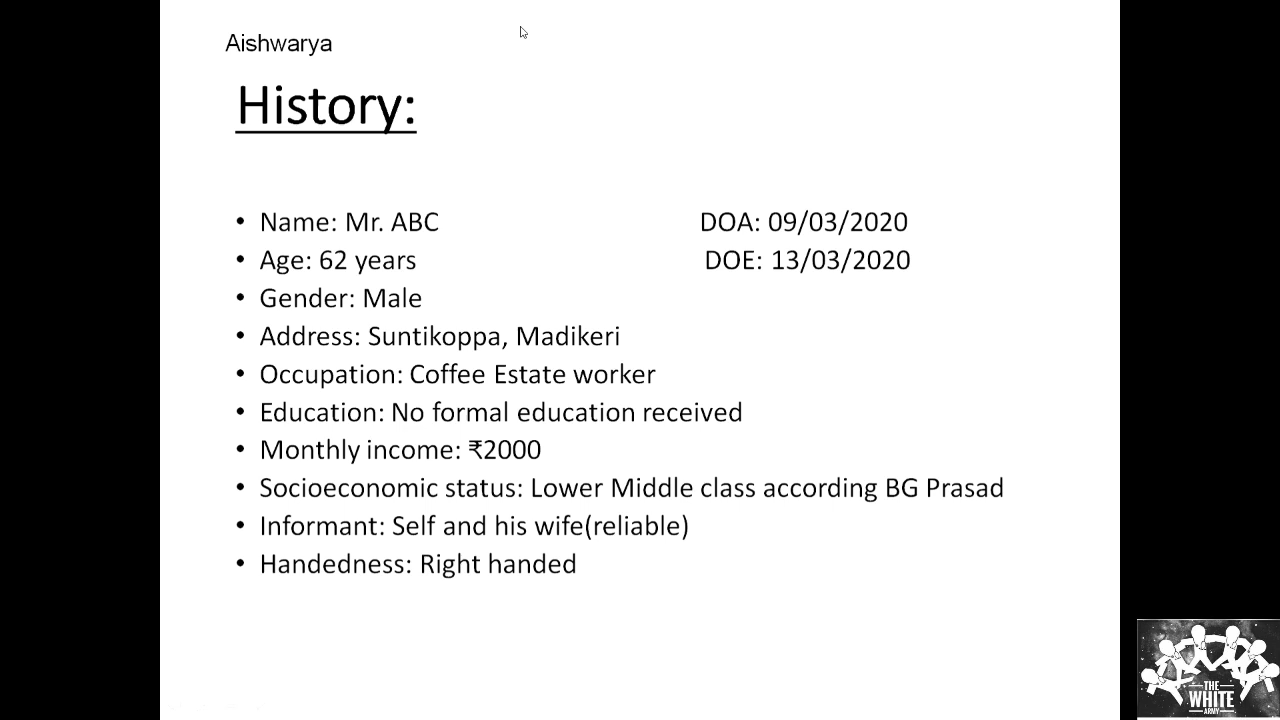 Aishwarya
History:
• Name: Mr. ABC DOA: 09/03/2020
• Age: 62 years DOE: 13/03/2020
• Gender: Male
• Address: Suntikoppa, Madikeri
• Occupation: Coffee Estate worker
• Education: No formal education received
• Monthly income: ₹2000
• Socioeconomic status: Lower Middle class according BG Prasad
• Informant: Self and his wife(reliable)
• Handedness: Right handed
THE
WHITE
ARMY